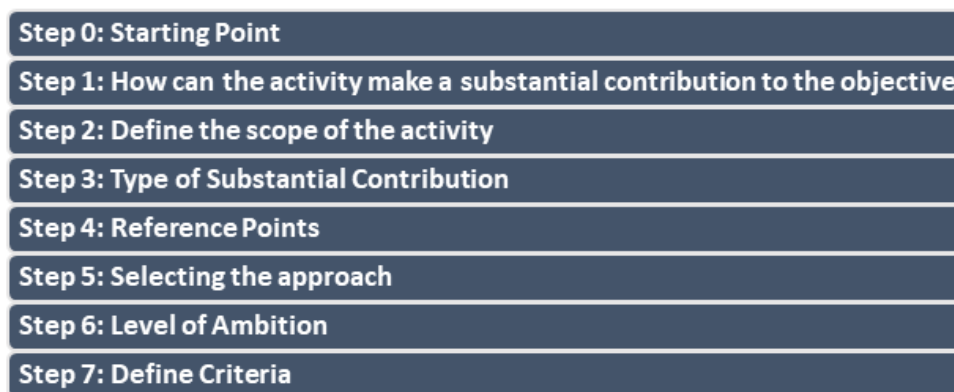 Step 0: Starting Point
Step 1: How can the activity make a substantial contribution to the objective
Step 2: Define the scope of the activity
Step 3: Type of Substantial Contribution
Step 4: Reference Points
Step 5: Selecting the approach
Step 6: Level of Ambition
Step 7: Define Criteria